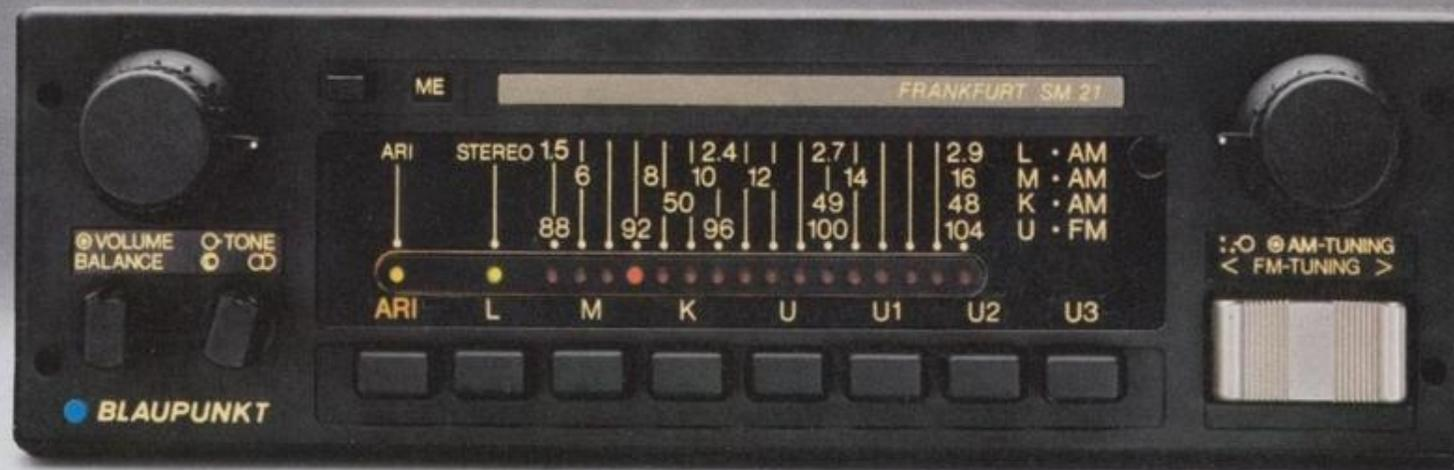 ME
FRANKFURT SM 21
ARI STEREO 1.5 2.4 2.7 2.9 L • AM
6 8 10 12 14 16 M • AM
50 49 48 K • AM
88 92 96 100 104 U • FM
VOLUME TONE
BALANCE
AM-TUNING
< FM-TUNING >
ARI L M K U U1 U2 U3
BLAUPUNKT